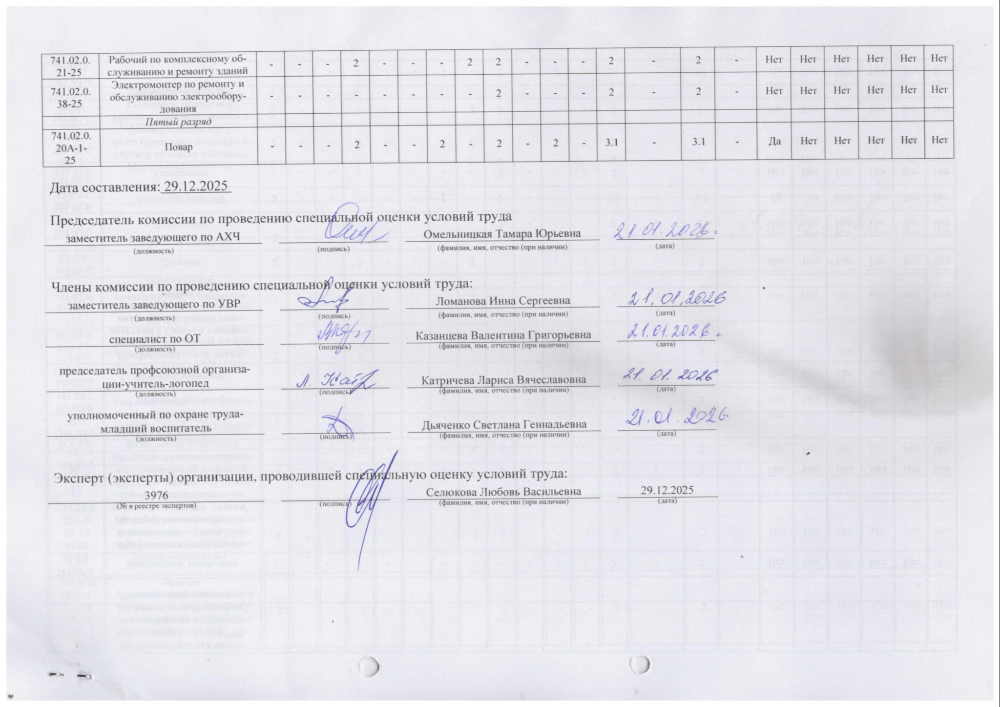 741.02.0. Рабочий по комплексному об- - - - 2 - - - 2 2 - - - 2 - 2 - Нет Нет Нет Нет Нет Нет
21-25 служиванию и ремонту зданий
741.02.0. Электромонтер по ремонту и
38-25 обслуживанию электрообору- - - - - - - - - 2 - - - 2 - 2 - Нет Нет Нет Нет Нет Нет
дования
Пятый разряд
741.02.0.
20А-1- Повар - - - 2 - - 2 - 2 - 2 - 3.1 - 3.1 - Да Нет Нет Нет Нет Нет
25
Дата составления: 29.12.2025
Председатель комиссии по проведению специальной оценки условий труда
заместитель заведующего по АХЧ Омельницкая Тамара Юрьевна 21.01.2026г
(должность) (подпись) (фамилия, имя, отчество (при наличии) (дата)
Члены комиссии по проведению специальной оценки условий труда:
заместитель заведующего по УВР Ломанова Инна Сергеевна 21.01.2026
(должность) (подпись) (фамилия, имя, отчество (при наличии) (дата)
специалист по ОТ Казанцева Валентина Григорьевна 21.01.2026г
(должность) (подпись) (фамилия, имя, отчество (при наличии) (дата)
председатель профсоюзной организа-
ции-учитель-логопед Катричева Лариса Вячеславовна 21.01.2026
(должность) (подпись) (фамилия, имя, отчество (при наличии) (дата)
уполномоченный по охране труда-
младший воспитатель Дьяченко Светлана Геннадьевна 21.01.2026
(должность) (подпись) (фамилия, имя, отчество (при наличии) (дата)
Эксперт (эксперты) организации, проводившей специальную оценку условий труда:
3976 Селюкова Любовь Васильевна 29.12.2025
(№ в реестре экспертов) (подпись) (фамилия, имя, отчество (при наличии) (дата)